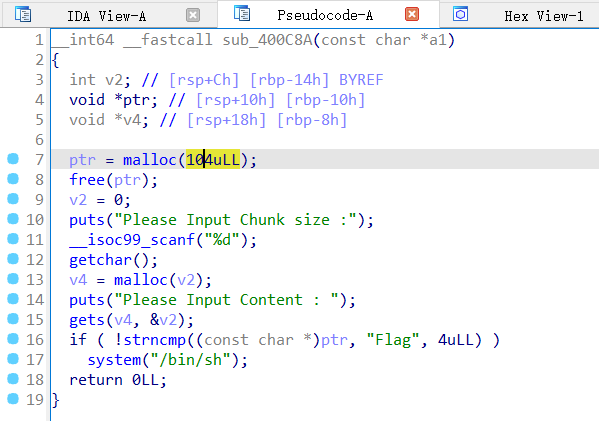 IDA View-A Pseudocode-A Hex View-1
1 __int64 __fastcall sub_400C8A(const char *a1)
2 {
3 int v2; // [rsp+Ch] [rbp-14h] BYREF
4 void *ptr; // [rsp+10h] [rbp-10h]
5 void *v4; // [rsp+18h] [rbp-8h]
6
7 ptr = malloc(104uLL);
8 free(ptr);
9 v2 = 0;
10 puts("Please Input Chunk size :");
11 __isoc99_scanf("%d");
12 getchar();
13 v4 = malloc(v2);
14 puts("Please Input Content : ");
15 gets(v4, &v2);
16 if ( !strncmp((const char *)ptr, "Flag", 4uLL) )
17 system("/bin/sh");
18 return 0LL;
19 }